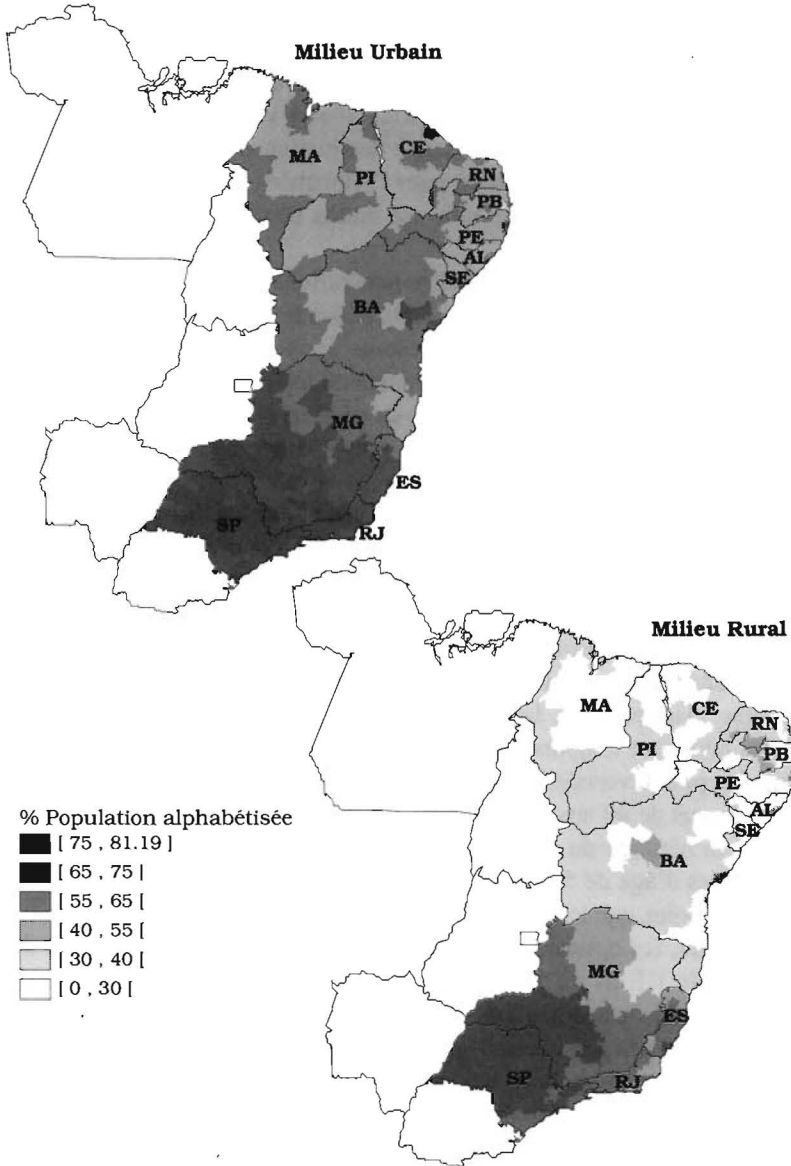 Milieu Urbain
MA
CE
PI
RN
PB
PE
AL
SE
BA
MG
ES
SP
RJ
Milieu Rural
MA
CE
RN
PI
PB
PE
AL
SE
BA
MG
ES
SP
RJ
% Population alphabétisée
[ 75 , 81.19 ]
[ 65 , 75 [
[ 55 , 65 [
[ 40 , 55 [
[ 30 , 40 [
[ 0 , 30 [